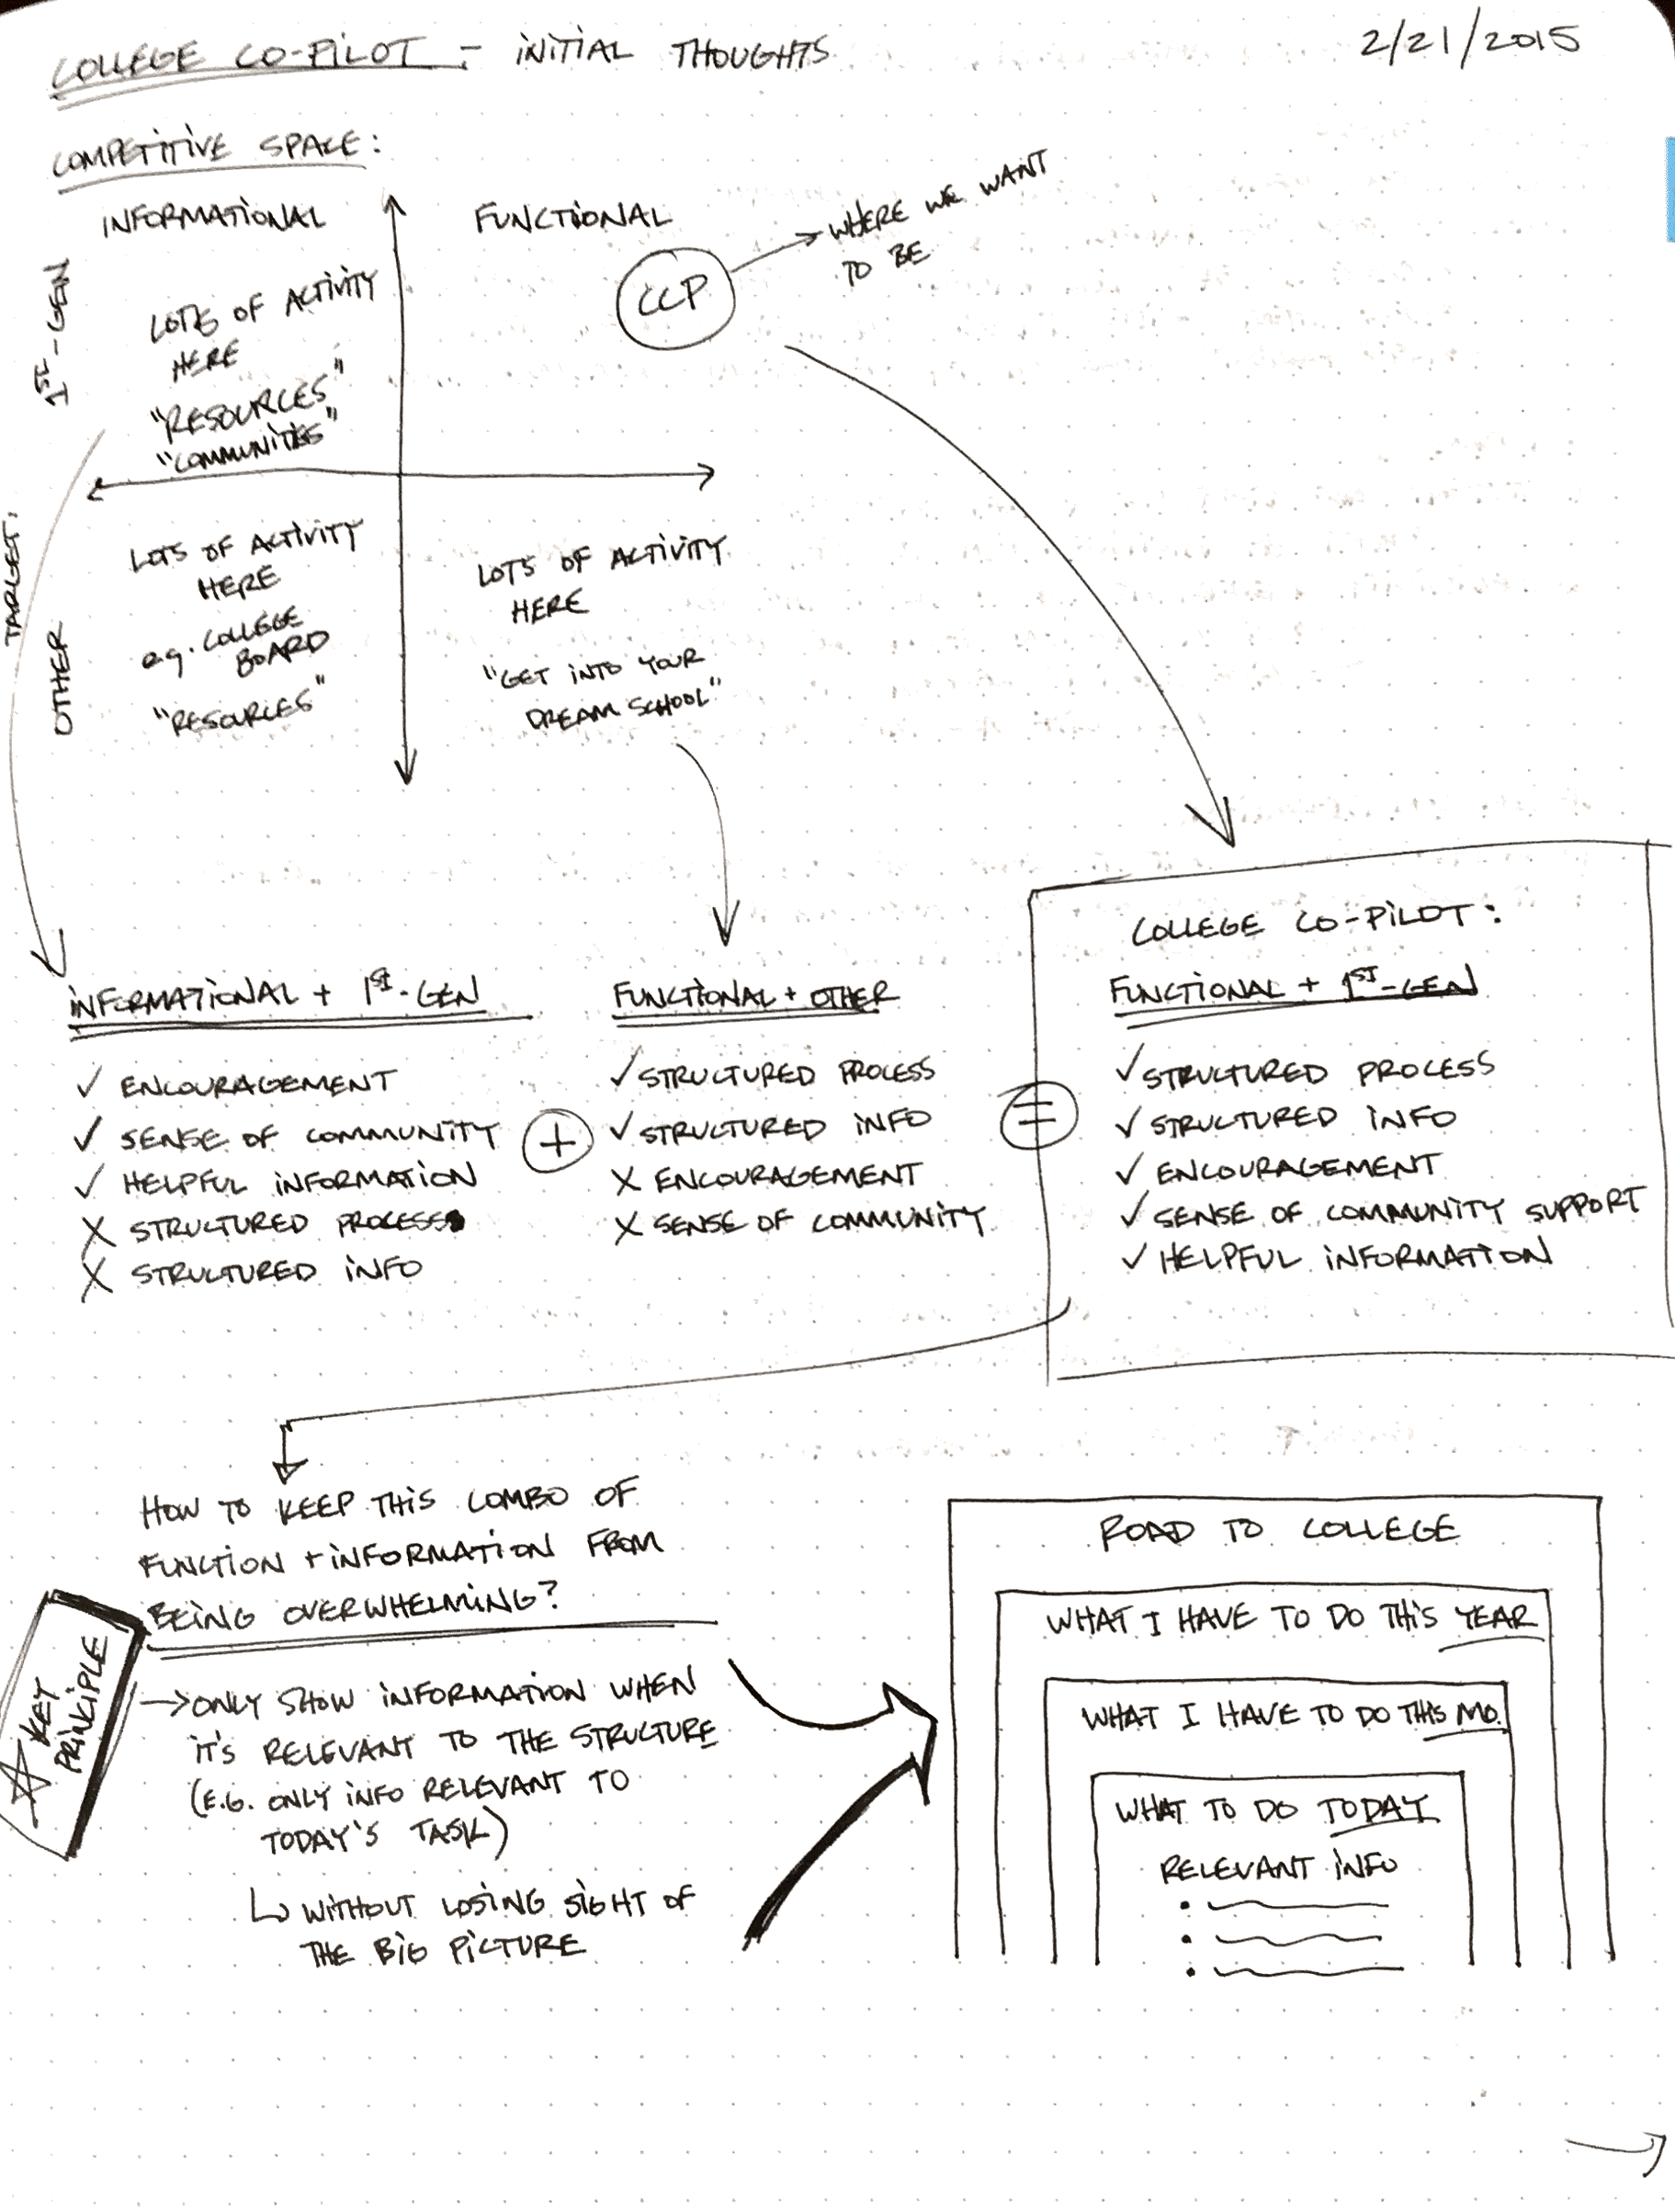 COLLEGE CO-PILOT - INITIAL THOUGHTS
2/21/2015
COMPETITIVE SPACE:
INFORMATIONAL
FUNCTIONAL
1ST-GEN
LOTS OF ACTIVITY
HERE
"RESOURCES"
"COMMUNITIES"
CCP
WHERE WE WANT
TO BE
TARGET:
OTHER
LOTS OF ACTIVITY
HERE
e.g. COLLEGE
BOARD
"RESOURCES"
LOTS OF ACTIVITY
HERE
"GET INTO YOUR
DREAM SCHOOL"
INFORMATIONAL + 1ST-GEN
✓ ENCOURAGEMENT
✓ SENSE OF COMMUNITY
✓ HELPFUL INFORMATION
X STRUCTURED PROCESS
X STRUCTURED INFO
+
FUNCTIONAL + OTHER
✓ STRUCTURED PROCESS
✓ STRUCTURED INFO
X ENCOURAGEMENT
X SENSE OF COMMUNITY
=
COLLEGE CO-PILOT:
FUNCTIONAL + 1ST-GEN
✓ STRUCTURED PROCESS
✓ STRUCTURED INFO
✓ ENCOURAGEMENT
✓ SENSE OF COMMUNITY SUPPORT
✓ HELPFUL INFORMATION
HOW TO KEEP THIS COMBO OF
FUNCTION + INFORMATION FROM
BEING OVERWHELMING?
KEY
PRINCIPLE
→ ONLY SHOW INFORMATION WHEN
IT'S RELEVANT TO THE STRUCTURE
(E.G. ONLY INFO RELEVANT TO
TODAY'S TASK)
↳ WITHOUT LOSING SIGHT OF
THE BIG PICTURE
ROAD TO COLLEGE
WHAT I HAVE TO DO THIS YEAR
WHAT I HAVE TO DO THIS MO.
WHAT TO DO TODAY
RELEVANT INFO